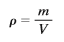 ρ = m/V